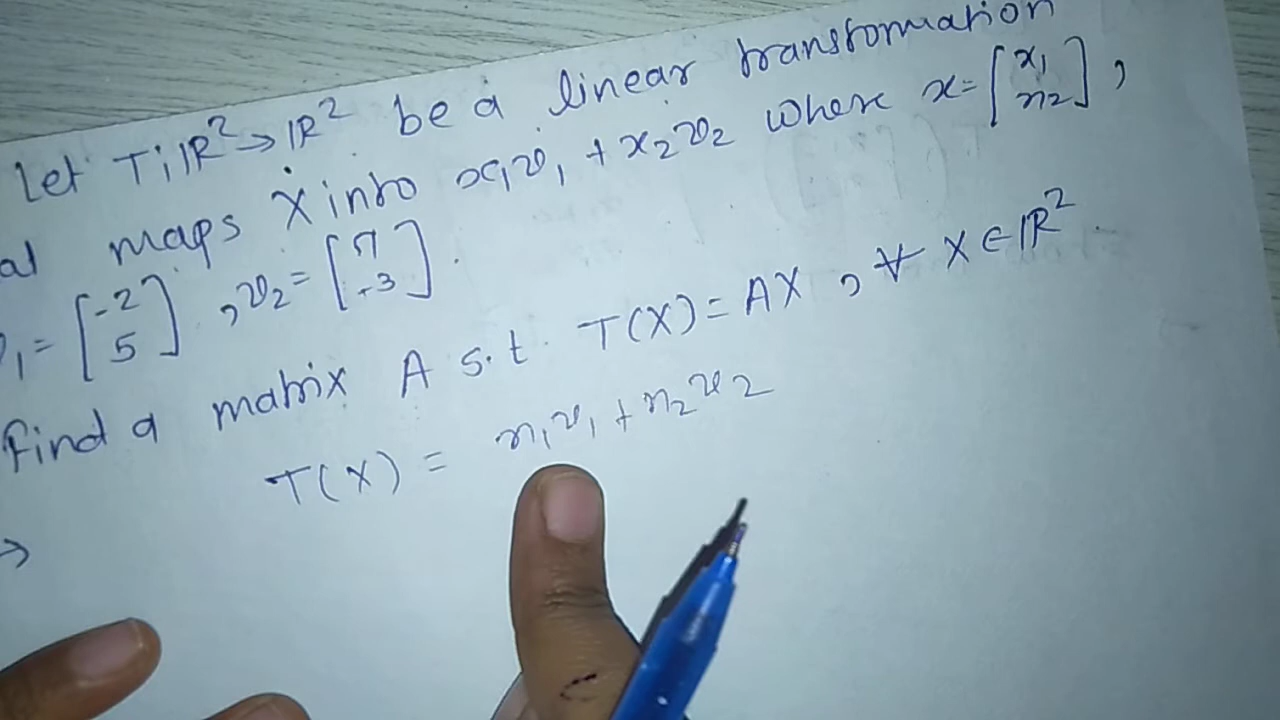 Let T: ℝ² → ℝ² be a linear transformation
maps X into x₁v₁ + x₂v₂ where x = [x₁ x₂],
v₁ = [-2 5], v₂ = [7 -3].
Find a matrix A s.t. T(X) = AX, ∀ X ∈ ℝ².
T(X) = x₁v₁ + x₂v₂
→